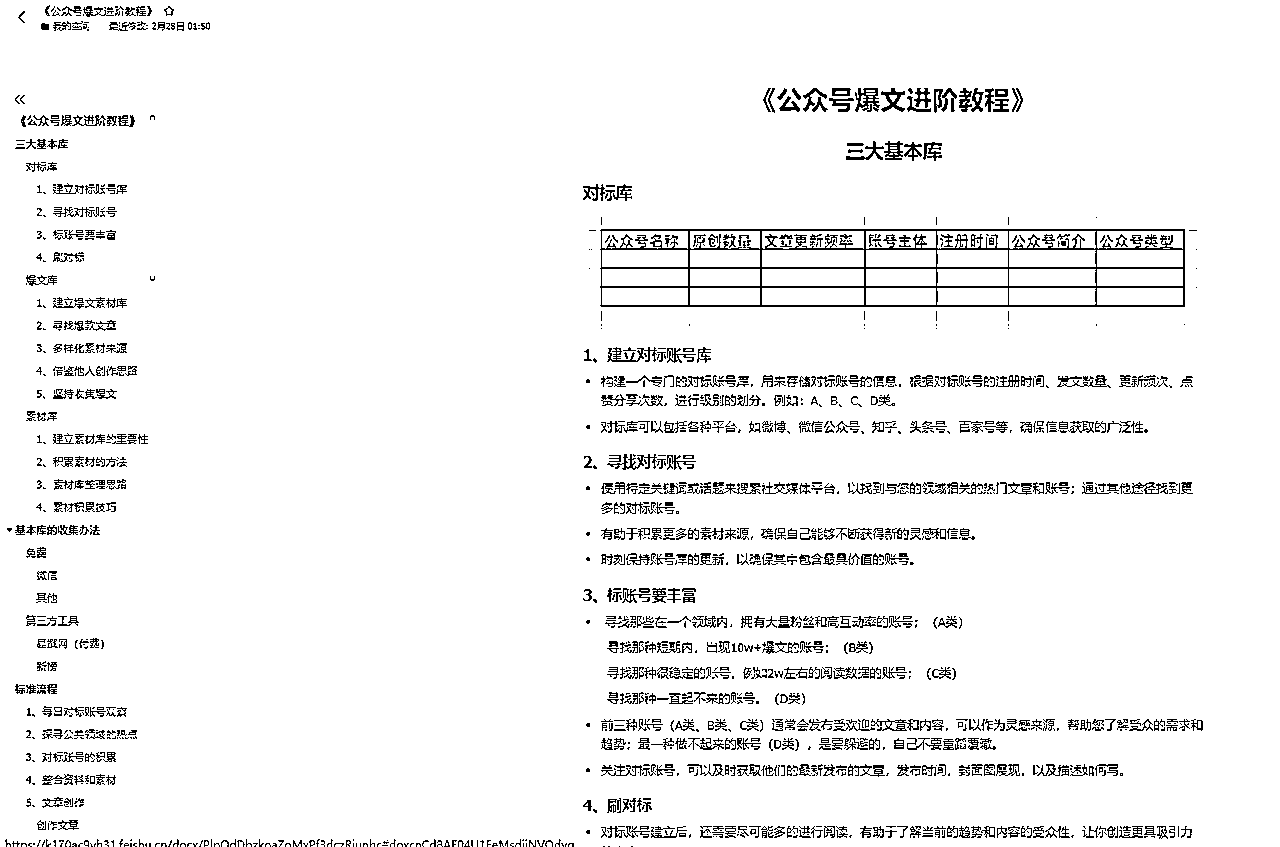 《公众号爆文进阶教程》
我的空间 最近修改: 2月28日 01:50
《公众号爆文进阶教程》
三大基本库
对标库
1、建立对标账号库
2、寻找对标账号
3、标账号要丰富
4、刷对标
爆文库
1、建立爆文素材库
2、寻找爆款文章
3、多样化素材来源
4、借鉴他人创作思路
5、坚持收集爆文
素材库
1、建立素材库的重要性
2、积累素材的方法
3、素材库整理思路
4、素材积累技巧
基本库的收集办法
免费
微信
其他
第三方工具
易撰网（付费）
新榜
标准流程
1、每日对标账号观察
2、探寻公类领域的热点
3、对标账号的积累
4、整合资料和素材
5、文章创作
创作文章
《公众号爆文进阶教程》
三大基本库
对标库
公众号名称 原创数量 文章更新频率 账号主体 注册时间 公众号简介 公众号类型
1、建立对标账号库
• 构建一个专门的对标账号库，用来存储对标账号的信息，根据对标账号的注册时间、发文数量、更新频次、点
赞分享次数，进行级别的划分。例如：A、B、C、D类。
• 对标库可以包括各种平台，如微博、微信公众号、知乎、头条号、百家号等，确保信息获取的广泛性。
2、寻找对标账号
• 使用特定关键词或话题来搜索社交媒体平台，以找到与您的领域相关的热门文章和账号；通过其他途径找到更
多的对标账号。
• 有助于积累更多的素材来源，确保自己能够不断获得新的灵感和信息。
• 时刻保持账号库的更新，以确保其中包含最具价值的账号。
3、标账号要丰富
• 寻找那些在一个领域内，拥有大量粉丝和高互动率的账号；（A类）
寻找那种短期内，出现10w+爆文的账号；（B类）
寻找那种很稳定的账号，例如2w左右的阅读数据的账号；（C类）
寻找那种一直起不来的账号。（D类）
• 前三种账号（A类、B类、C类）通常会发布受欢迎的文章和内容，可以作为灵感来源，帮助您了解受众的需求和
趋势；最一种做不起来的账号（D类），是要躲避的，自己不要重蹈覆辙。
• 关注对标账号，可以及时获取他们的最新发布的文章，发布时间，封面图展现，以及描述如何写。
4、刷对标
• 对标账号建立后，还需要尽可能多的进行阅读，有助于了解当前的趋势和内容的受众性，让你创造更具吸引力